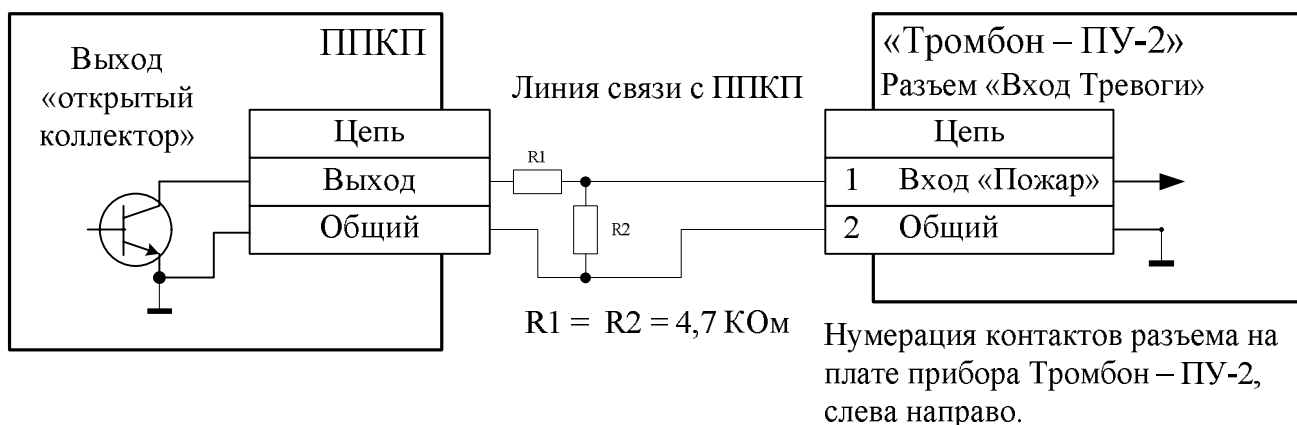 ППКП
Выход
«открытый
коллектор»
Цепь
Выход
Общий
Линия связи с ППКП
R1
R2
R1 = R2 = 4,7 КОм
«Тромбон – ПУ-2»
Разъем «Вход Тревоги»
Цепь
1 Вход «Пожар»
2 Общий
Нумерация контактов разъема на
плате прибора Тромбон – ПУ-2,
слева направо.